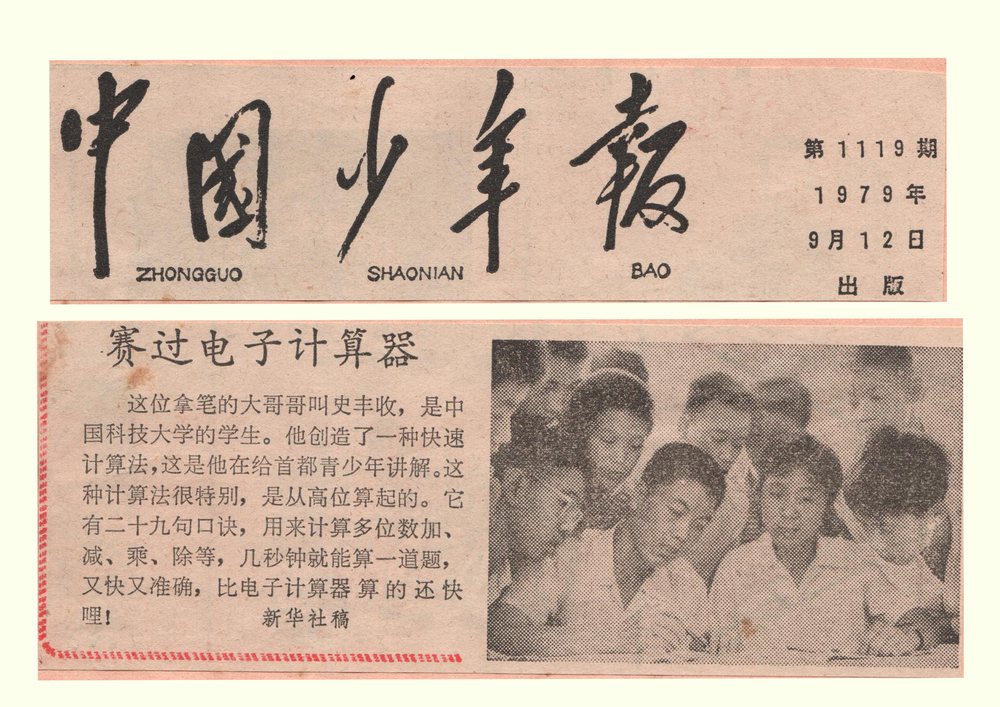 中国少年报
ZHONGGUO SHAONIAN BAO
第1119期
1979年
9月12日
出版
赛过电子计算器
这位拿笔的大哥哥叫史丰收，是中
国科技大学的学生。他创造了一种快速
计算法，这是他在给首都青少年讲解。这
种计算法很特别，是从高位算起的。它
有二十九句口诀，用来计算多位数加、
减、乘、除等，几秒钟就能算一道题，
又快又准确，比电子计算器算的还快
哩！ 新华社稿